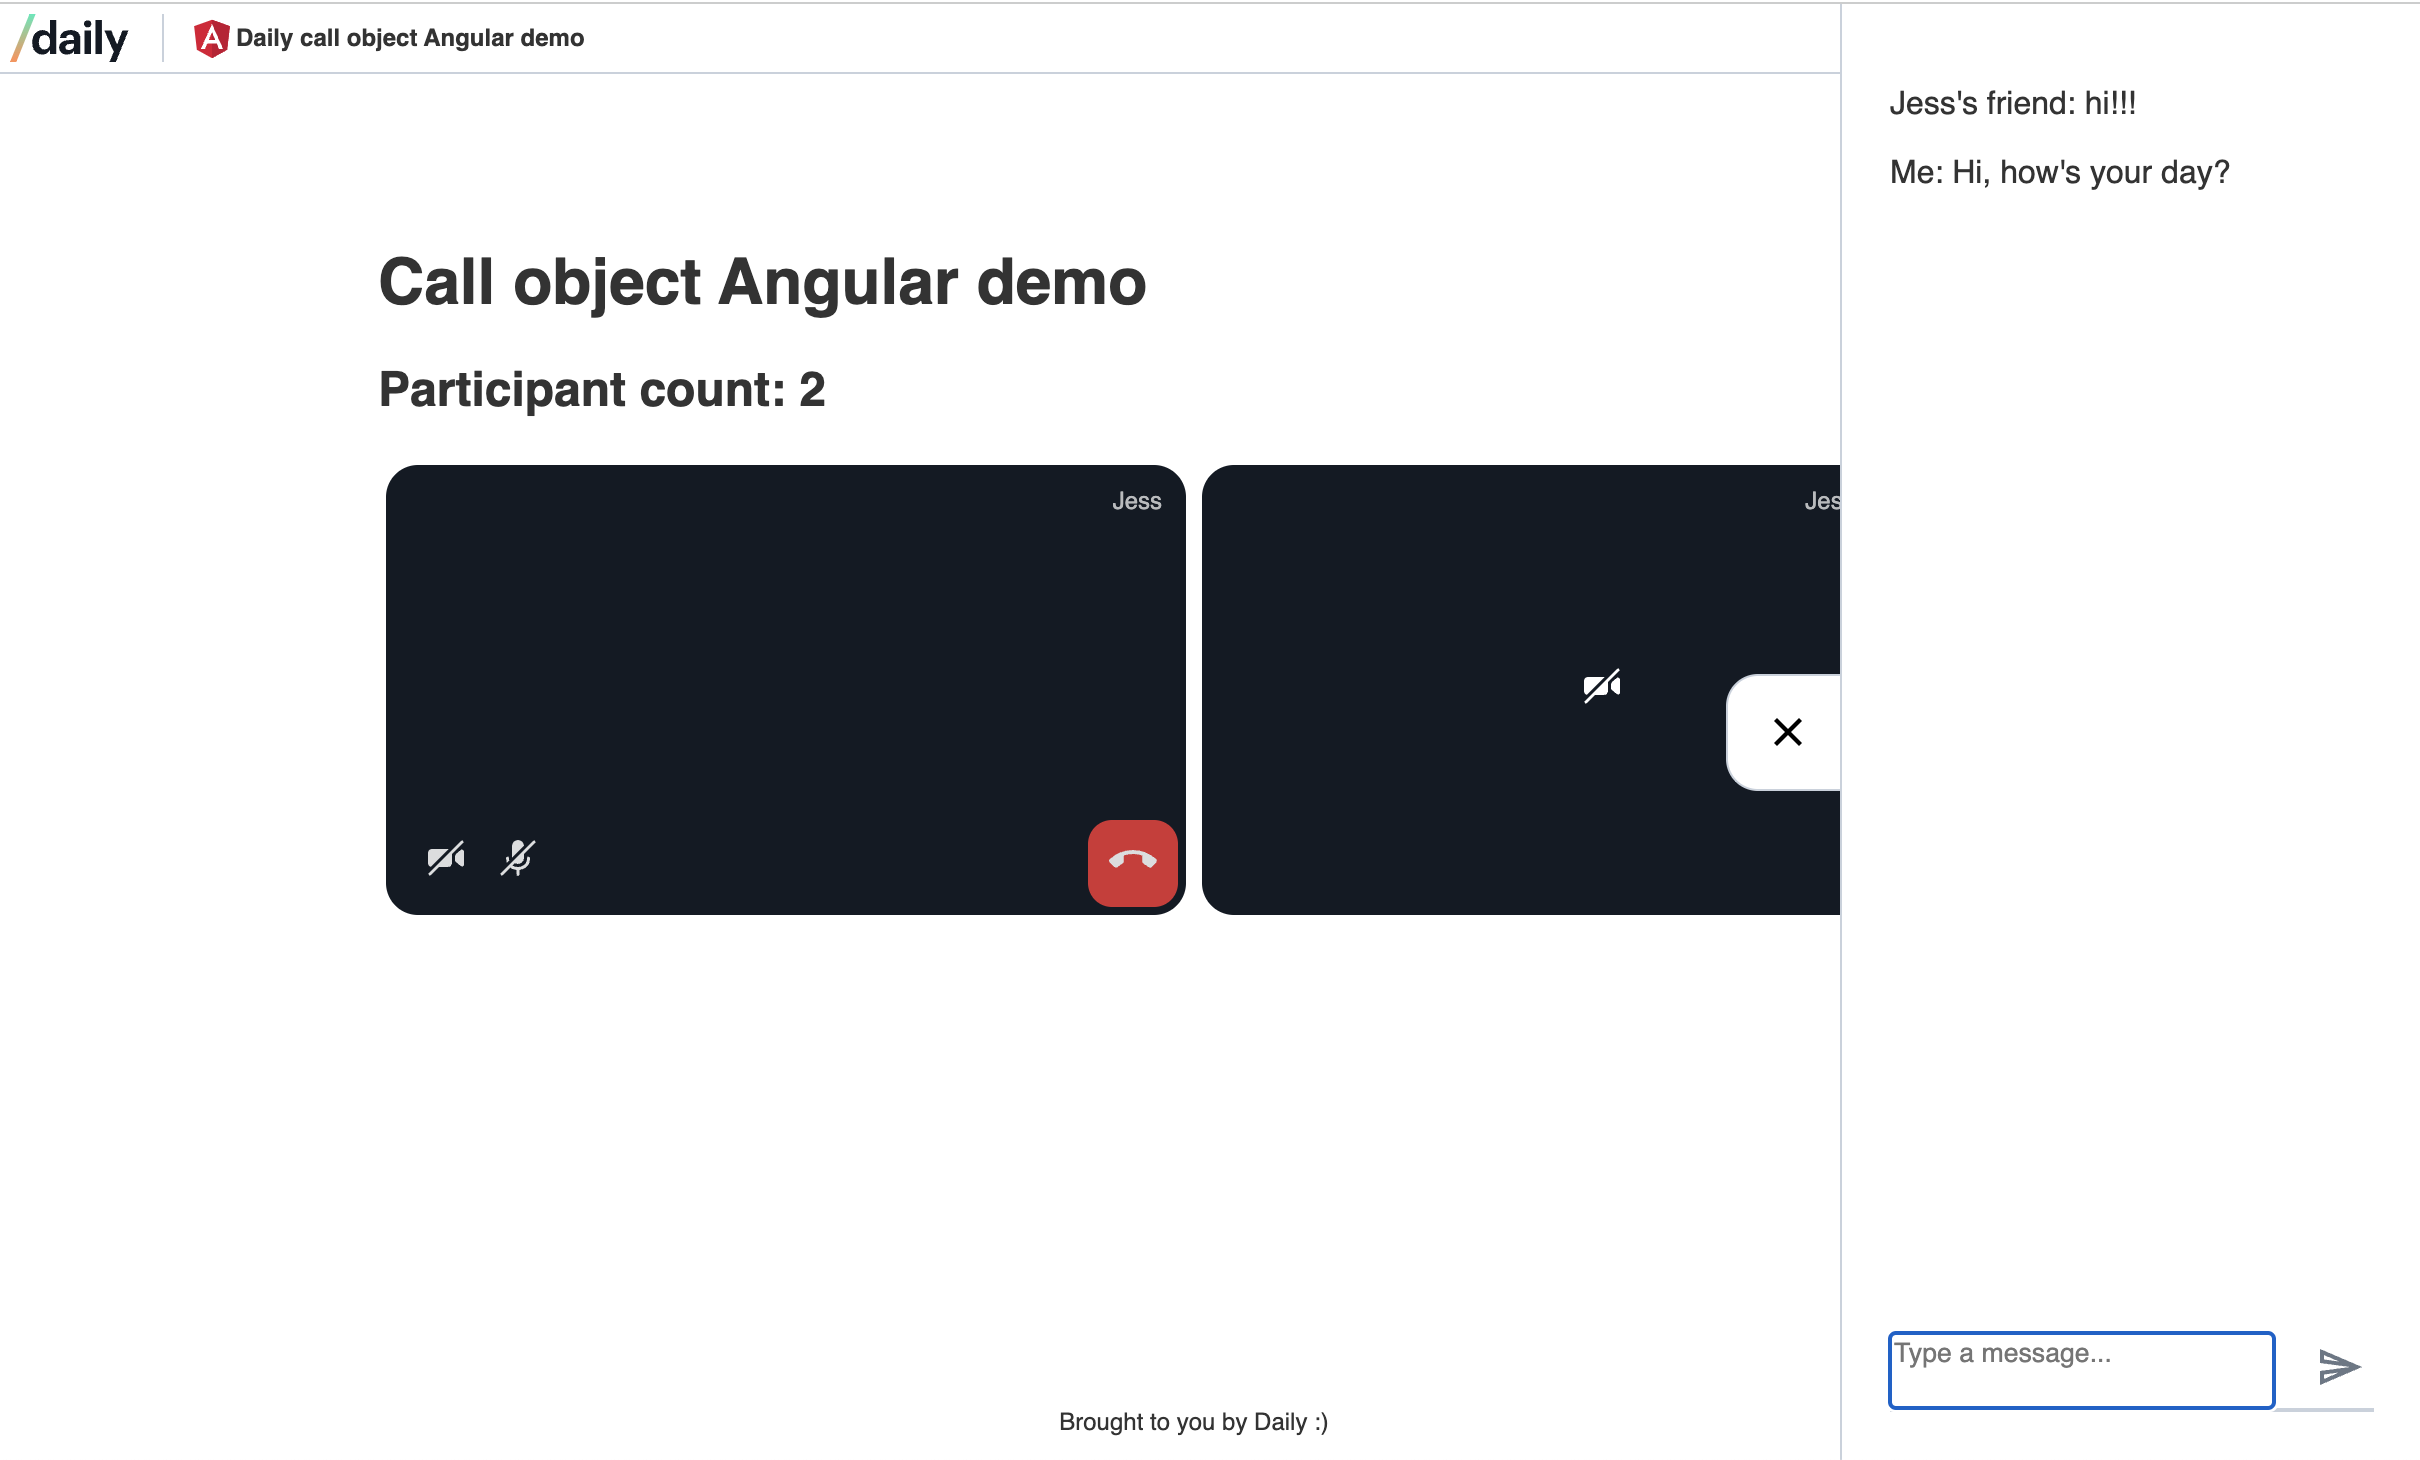 /daily
Daily call object Angular demo
Call object Angular demo
Participant count: 2
Jess
Jes
Brought to you by Daily :)
Jess's friend: hi!!!
Me: Hi, how's your day?
Type a message...